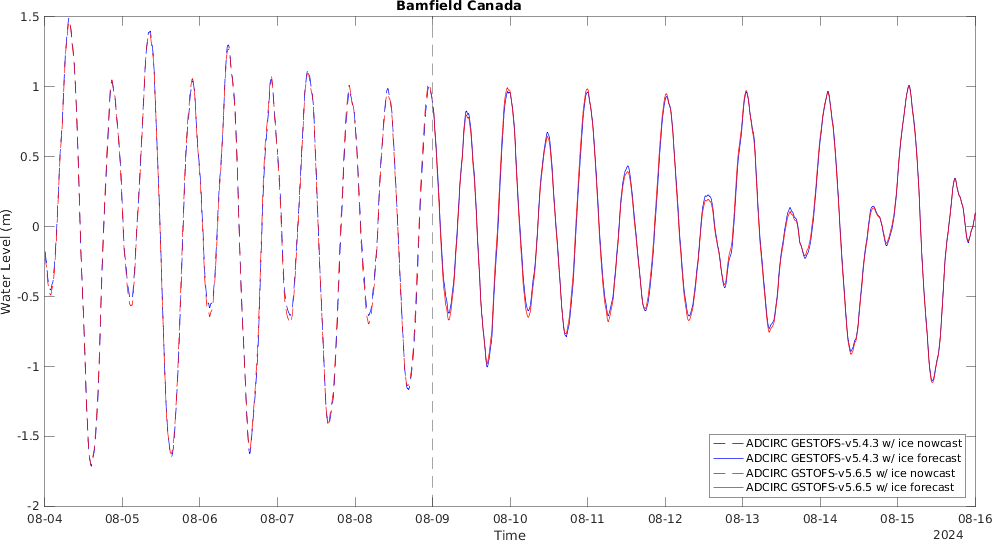 Bamfield Canada
1.5
1
0.5
0
-0.5
-1
-1.5
-2
Water Level (m)
08-04 08-05 08-06 08-07 08-08 08-09 08-10 08-11 08-12 08-13 08-14 08-15 08-16
Time
2024
ADCIRC GESTOFS-v5.4.3 w/ ice nowcast
ADCIRC GESTOFS-v5.4.3 w/ ice forecast
ADCIRC GSTOFS-v5.6.5 w/ ice nowcast
ADCIRC GSTOFS-v5.6.5 w/ ice forecast